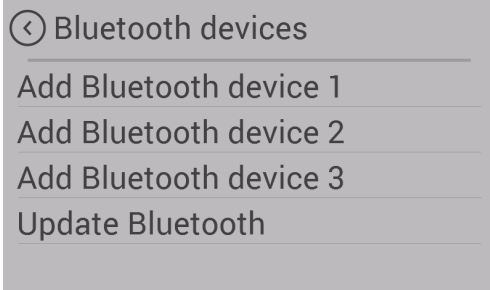 Bluetooth devices
Add Bluetooth device 1
Add Bluetooth device 2
Add Bluetooth device 3
Update Bluetooth